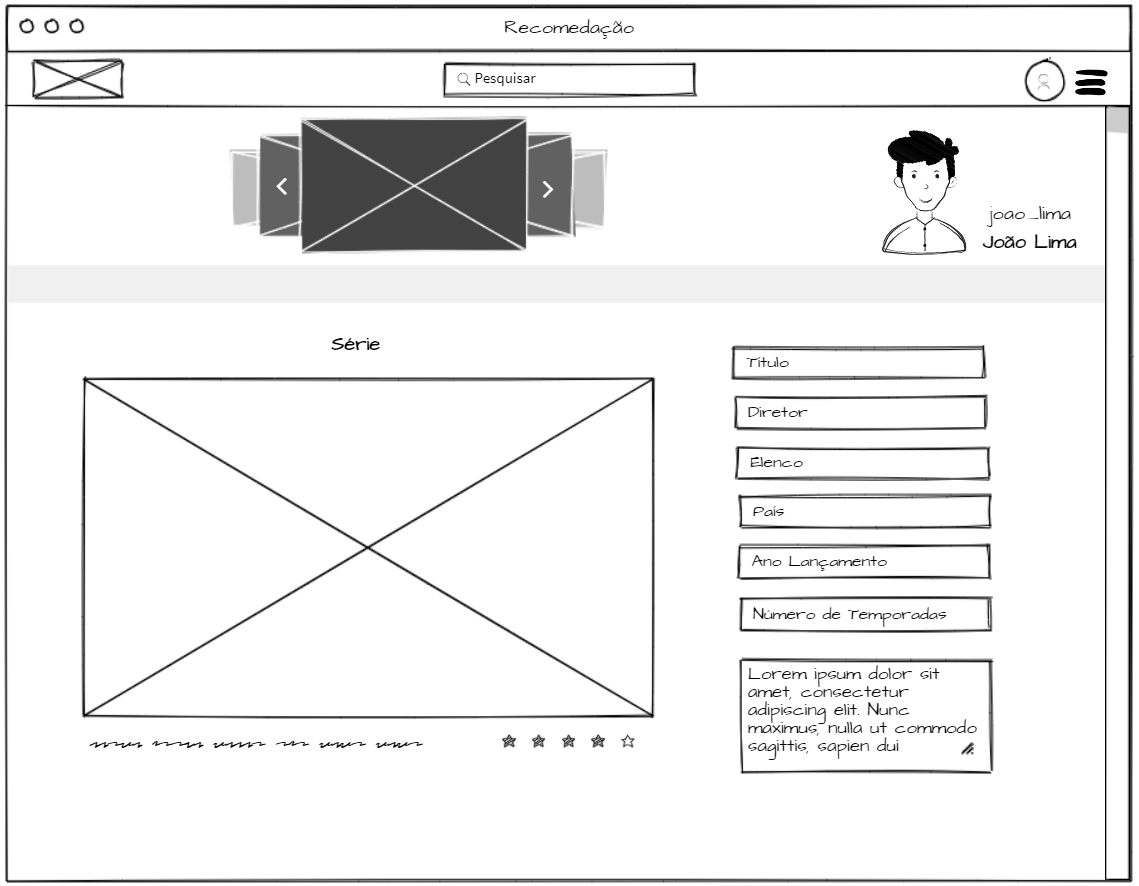 Recomedação
Pesquisar
joao_lima
João Lima
Série
Título
Diretor
Elenco
País
Ano Lançamento
Número de Temporadas
Lorem ipsum dolor sit
amet, consectetur
adipiscing elit. Nunc
maximus, nulla ut commodo
sagittis, sapien dui